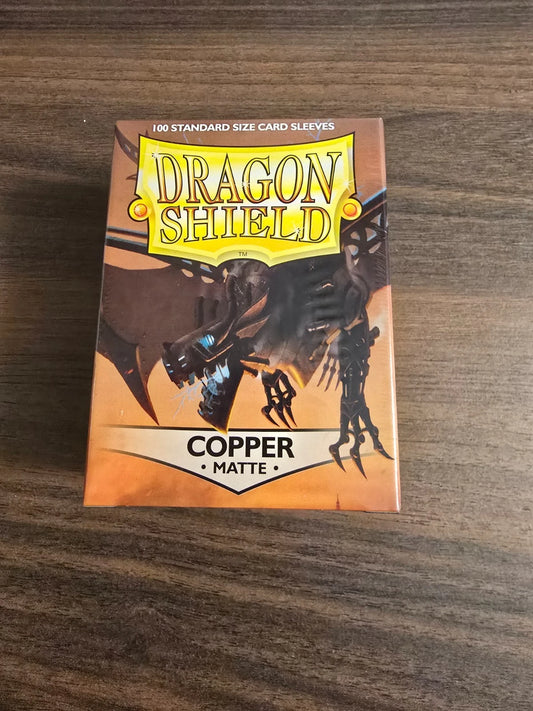 100 STANDARD SIZE CARD SLEEVES
DRAGON
SHIELD
TM
COPPER
• MATTE •